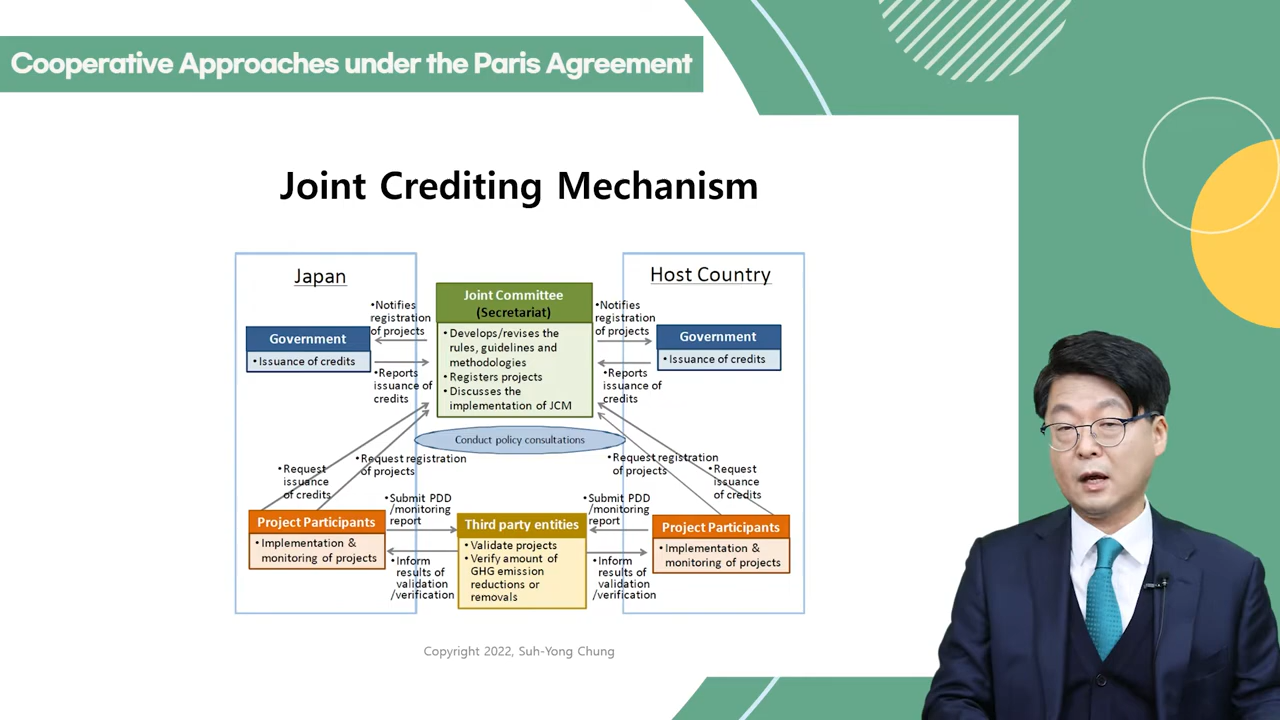 Cooperative Approaches under the Paris Agreement
Joint Crediting Mechanism
Japan
Government
• Issuance of credits
•Notifies
registration
of projects
•Reports
issuance of
credits
Joint Committee
(Secretariat)
• Develops/revises the
rules, guidelines and
methodologies
• Registers projects
• Discusses the
implementation of JCM
•Notifies
registration
of projects
•Reports
issuance of
credits
Host Country
Government
• Issuance of credits
Conduct policy consultations
•Request
issuance
of credits
•Request registration
of projects
•Request registration
of projects
•Request
issuance
of credits
Project Participants
• Implementation &
monitoring of projects
•Submit PDD
/monitoring
report
•Inform
results of
validation
/verification
Third party entities
• Validate projects
• Verify amount of
GHG emission
reductions or
removals
•Submit PDD
/monitoring
report
•Inform
results of
validation
/verification
Project Participants
• Implementation &
monitoring of projects
Copyright 2022, Suh-Yong Chung